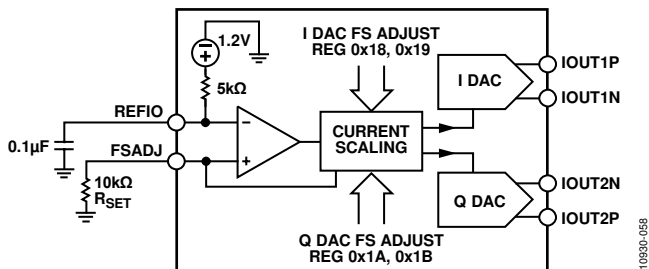 1.2V
I DAC FS ADJUST
REG 0x18, 0x19
5kΩ
REFIO
0.1µF
FSADJ
10kΩ
RSET
−
+
CURRENT
SCALING
I DAC
IOUT1P
IOUT1N
Q DAC
IOUT2N
IOUT2P
Q DAC FS ADJUST
REG 0x1A, 0x1B
10930-058